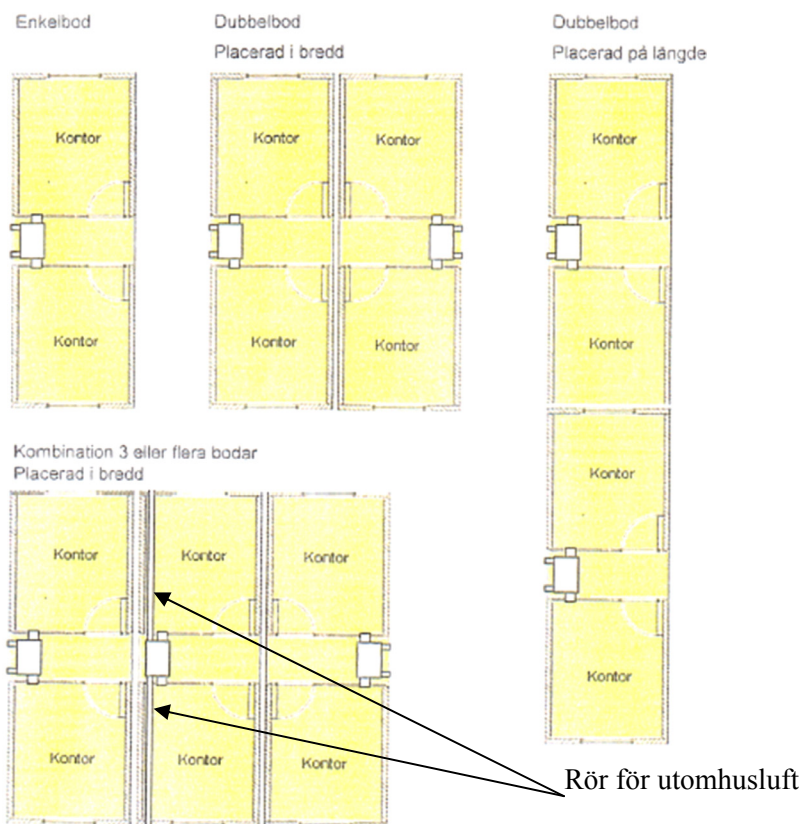 Enkelbod
Dubbelbod
Placerad i bredd
Dubbelbod
Placerad på längde
Kontor
Kontor
Kontor
Kontor
Kontor
Kontor
Kontor
Kontor
Kontor
Kontor
Kombination 3 eller flera bodar
Placerad i bredd
Kontor
Kontor
Kontor
Kontor
Kontor
Kontor
Rör för utomhusluft